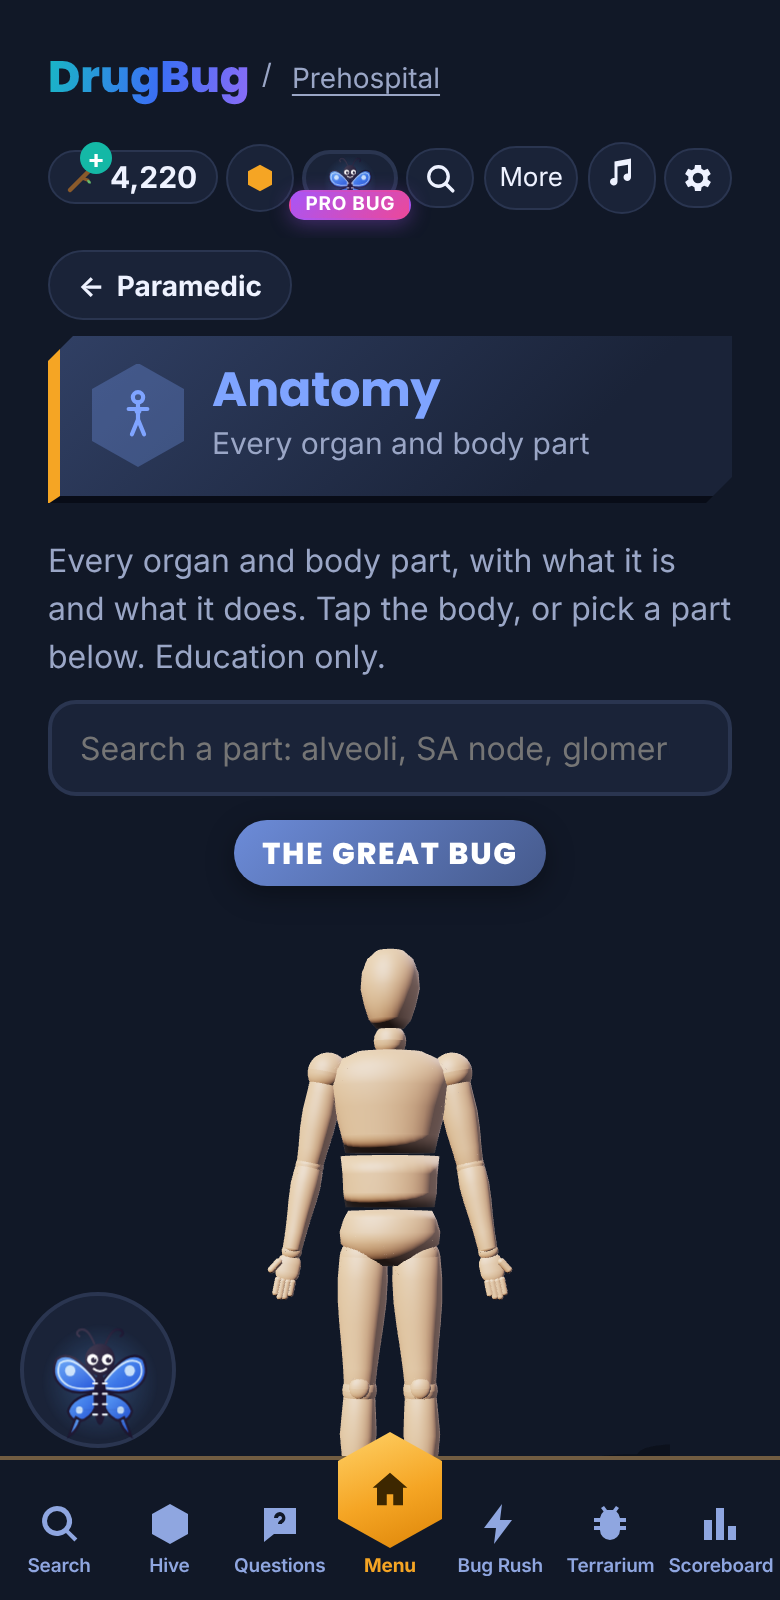 DrugBug / Prehospital
+ 4,220
PRO BUG
More
← Paramedic
Anatomy
Every organ and body part
Every organ and body part, with what it is
and what it does. Tap the body, or pick a part
below. Education only.
Search a part: alveoli, SA node, glomer
THE GREAT BUG
Search
Hive
Questions
Menu
Bug Rush
Terrarium
Scoreboard